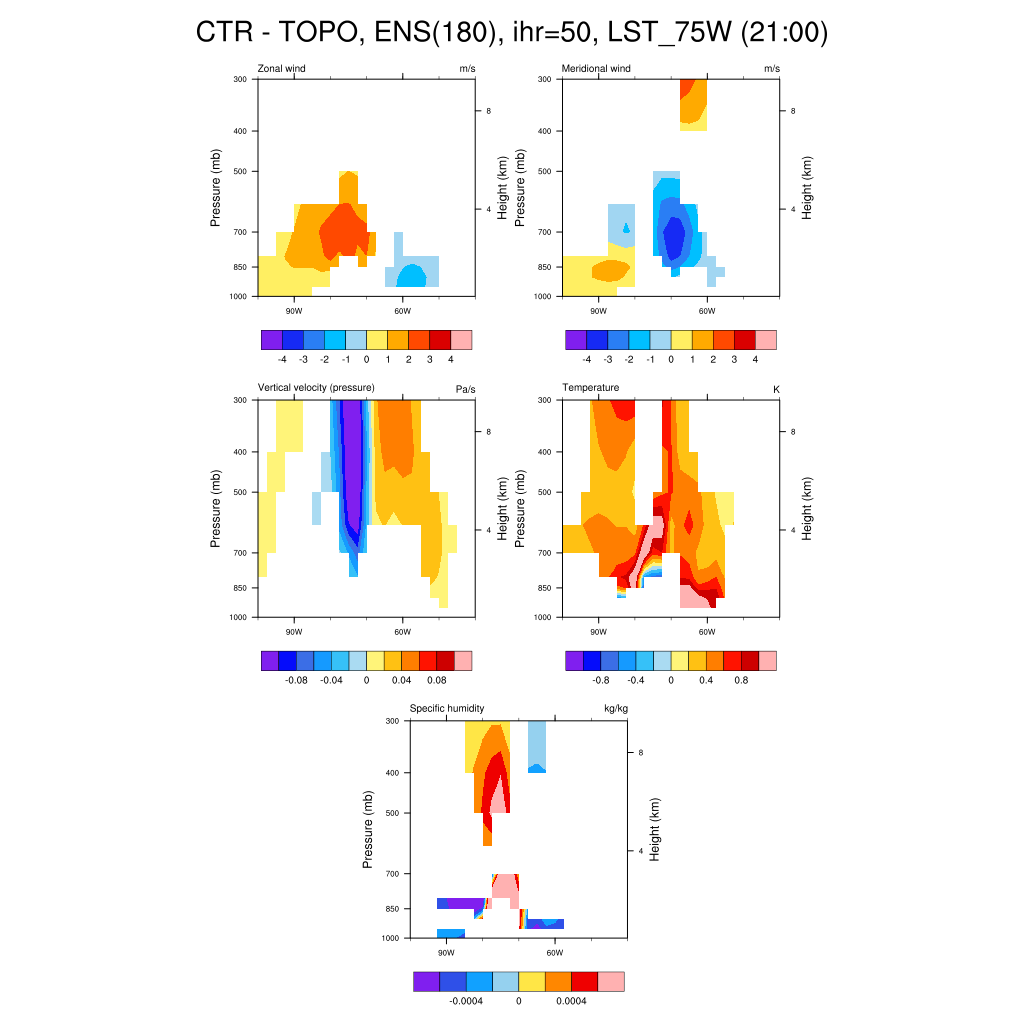 CTR - TOPO, ENS(180), ihr=50, LST_75W (21:00)
Zonal wind m/s
Pressure (mb)
Height (km)
300
400
500
700
850
1000
8
4
90W 60W
-4 -3 -2 -1 0 1 2 3 4
Meridional wind m/s
Pressure (mb)
Height (km)
300
400
500
700
850
1000
8
4
90W 60W
-4 -3 -2 -1 0 1 2 3 4
Vertical velocity (pressure) Pa/s
Pressure (mb)
Height (km)
300
400
500
700
850
1000
8
4
90W 60W
-0.08 -0.04 0 0.04 0.08
Temperature K
Pressure (mb)
Height (km)
300
400
500
700
850
1000
8
4
90W 60W
-0.8 -0.4 0 0.4 0.8
Specific humidity kg/kg
Pressure (mb)
Height (km)
300
400
500
700
850
1000
8
4
90W 60W
-0.0004 0 0.0004